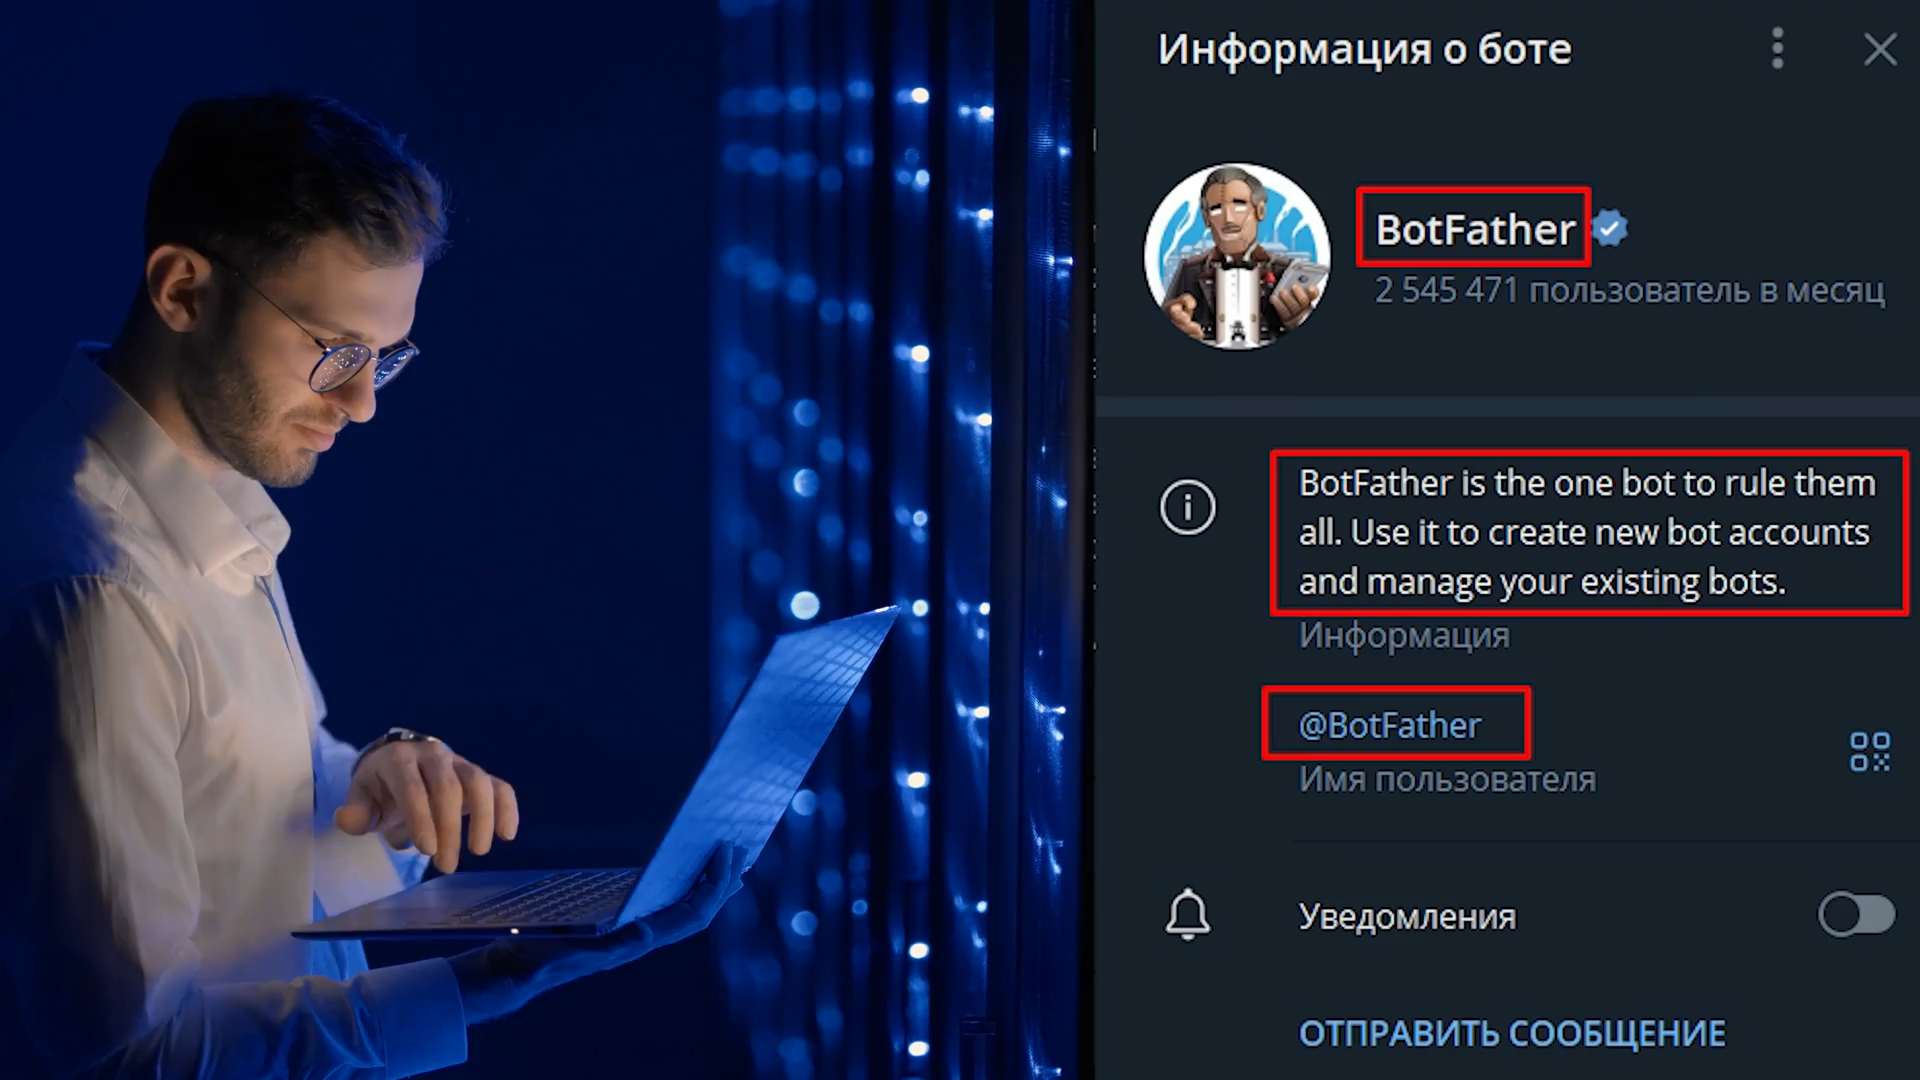 Информация о боте
BotFather
2 545 471 пользователь в месяц
BotFather is the one bot to rule them
all. Use it to create new bot accounts
and manage your existing bots.
Информация
@BotFather
Имя пользователя
Уведомления
ОТПРАВИТЬ СООБЩЕНИЕ